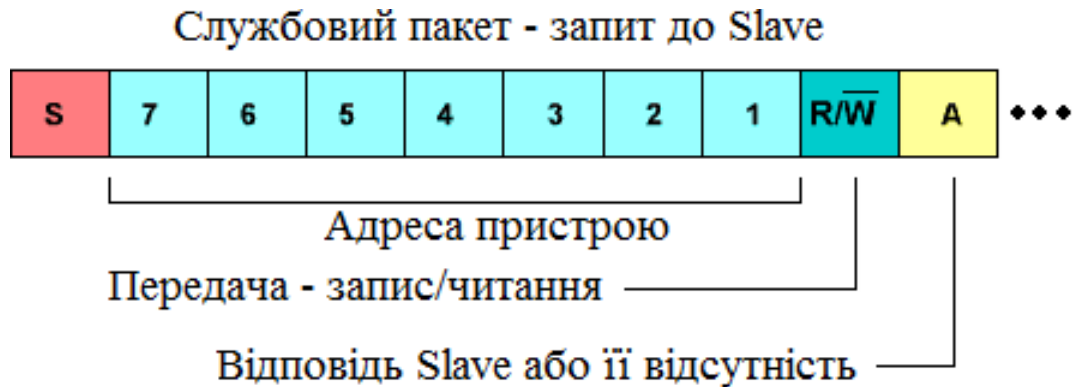 Службовий пакет - запит до Slave
S 7 6 5 4 3 2 1 R/W̅ A
Адреса пристрою
Передача - запис/читання
Відповідь Slave або її відсутність